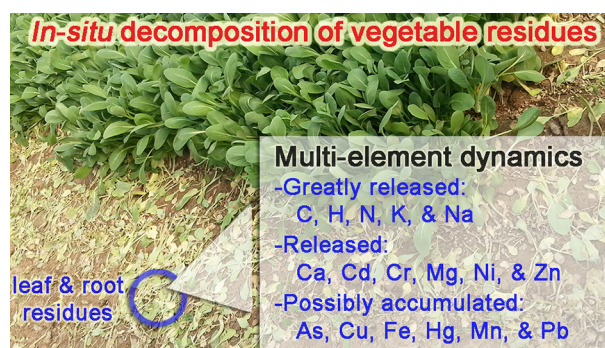 In-situ decomposition of vegetable residues
Multi-element dynamics
-Greatly released:
C, H, N, K, & Na
-Released:
Ca, Cd, Cr, Mg, Ni, & Zn
-Possibly accumulated:
As, Cu, Fe, Hg, Mn, & Pb
leaf & root
residues